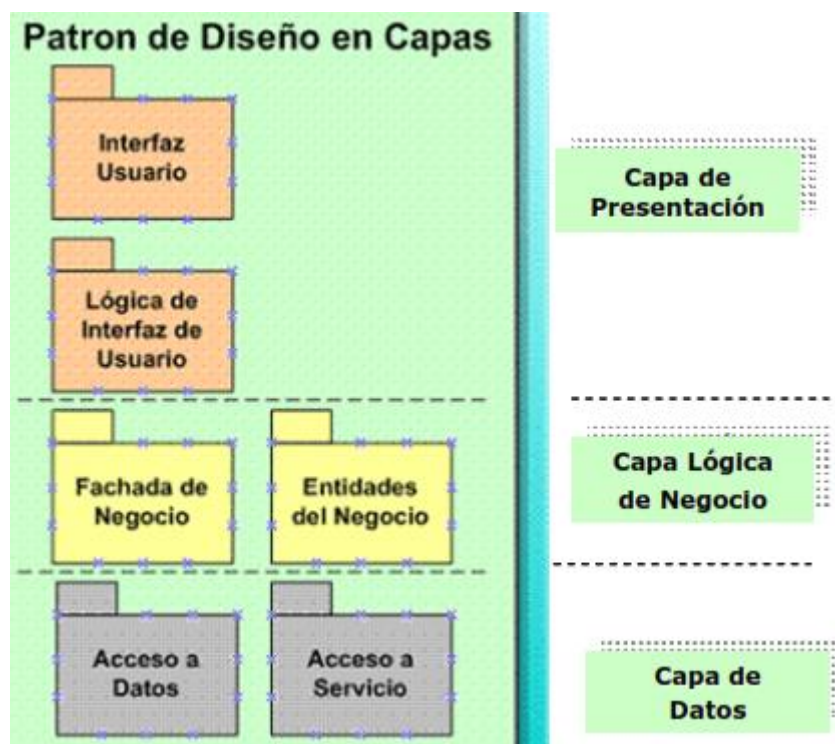 Patron de Diseño en Capas
Interfaz
Usuario
Capa de
Presentación
Lógica de
Interfaz de
Usuario
Fachada de
Negocio
Entidades
del Negocio
Capa Lógica
de Negocio
Acceso a
Datos
Acceso a
Servicio
Capa de
Datos